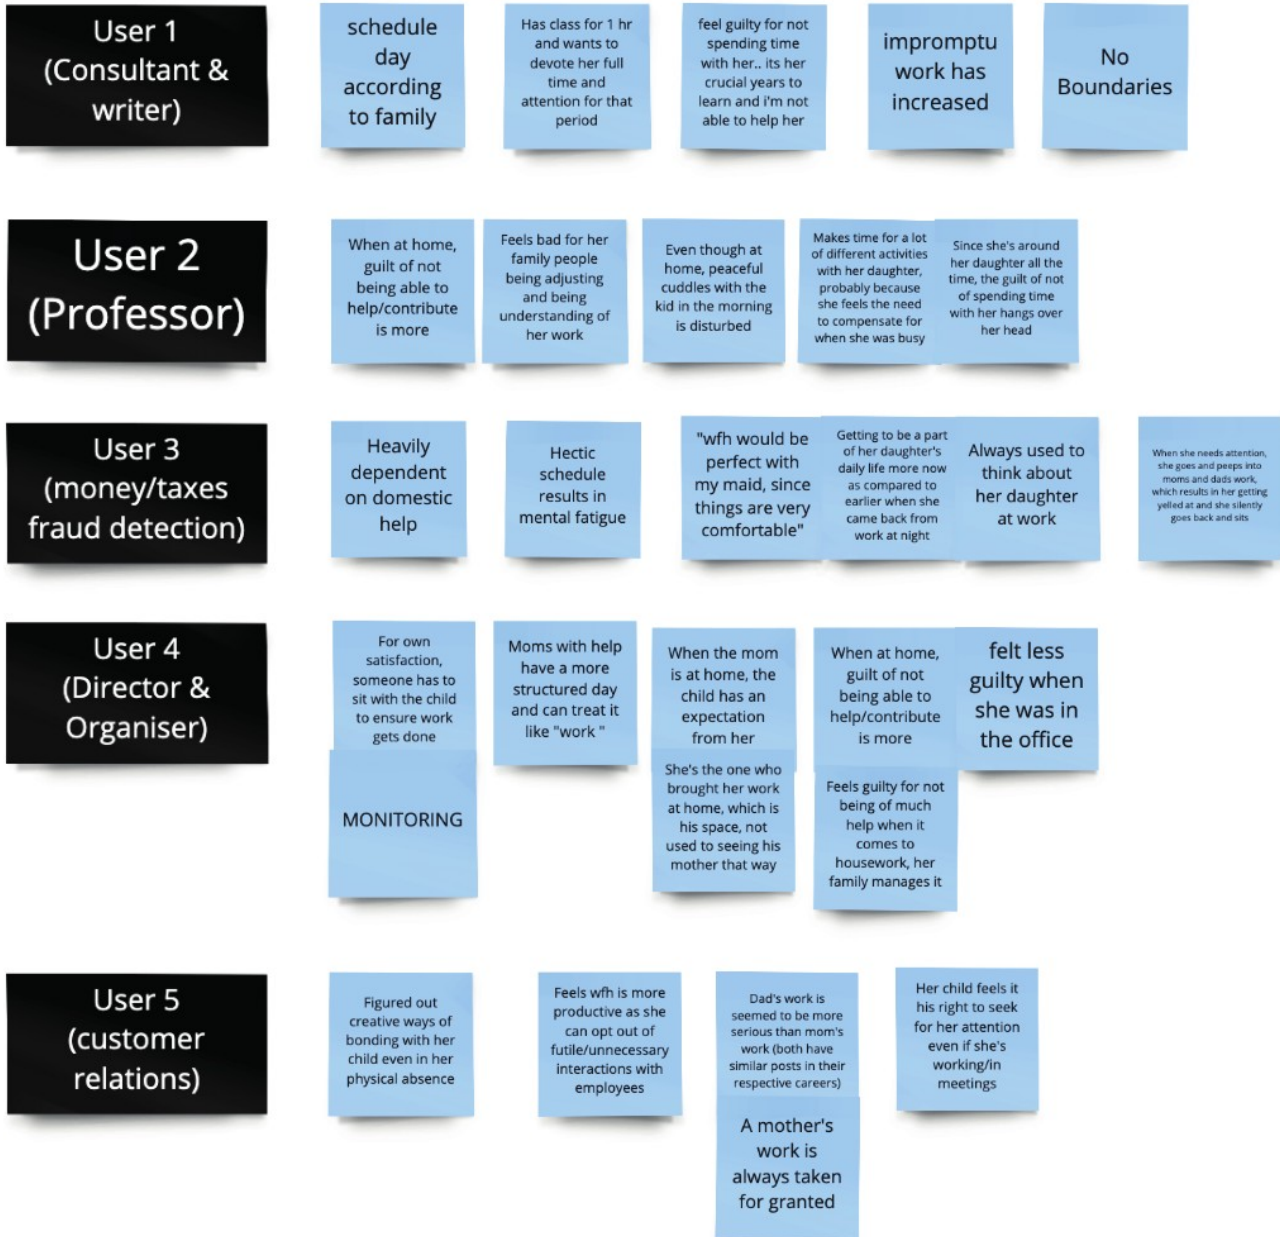 User 1
(Consultant &
writer)
schedule
day
according
to family
Has class for 1 hr
and wants to
devote her full
time and
attention for that
period
feel guilty for not
spending time
with her.. its her
crucial years to
learn and i'm not
able to help her
impromptu
work has
increased
No
Boundaries
User 2
(Professor)
When at home,
guilt of not
being able to
help/contribute
is more
Feels bad for her
family people
being adjusting
and being
understanding of
her work
Even though at
home, peaceful
cuddles with the
kid in the morning
is disturbed
Makes time for a lot
of different activities
with her daughter,
probably because
she feels the need
to compensate for
when she was busy
Since she's around
her daughter all the
time, the guilt of not
of spending time
with her hangs over
her head
User 3
(money/taxes
fraud detection)
Heavily
dependent
on domestic
help
Hectic
schedule
results in
mental fatigue
"wfh would be
perfect with
my maid, since
things are very
comfortable"
Getting to be a part
of her daughter's
daily life more now
as compared to
earlier when she
came back from
work at night
Always used to
think about
her daughter
at work
When she needs attention,
she goes and peeps into
moms and dads work,
which results in her getting
yelled at and she silently
goes back and sits
User 4
(Director &
Organiser)
For own
satisfaction,
someone has to
sit with the child
to ensure work
gets done
MONITORING
Moms with help
have a more
structured day
and can treat it
like "work "
When the mom
is at home, the
child has an
expectation
from her
She's the one who
brought her work
at home, which is
his space, not
used to seeing his
mother that way
When at home,
guilt of not
being able to
help/contribute
is more
Feels guilty for not
being of much
help when it
comes to
housework, her
family manages it
felt less
guilty when
she was in
the office
User 5
(customer
relations)
Figured out
creative ways of
bonding with her
child even in her
physical absence
Feels wfh is more
productive as she
can opt out of
futile/unnecessary
interactions with
employees
Dad's work is
seemed to be more
serious than mom's
work (both have
similar posts in their
respective careers)
A mother's
work is
always taken
for granted
Her child feels it
his right to seek
for her attention
even if she's
working/in
meetings